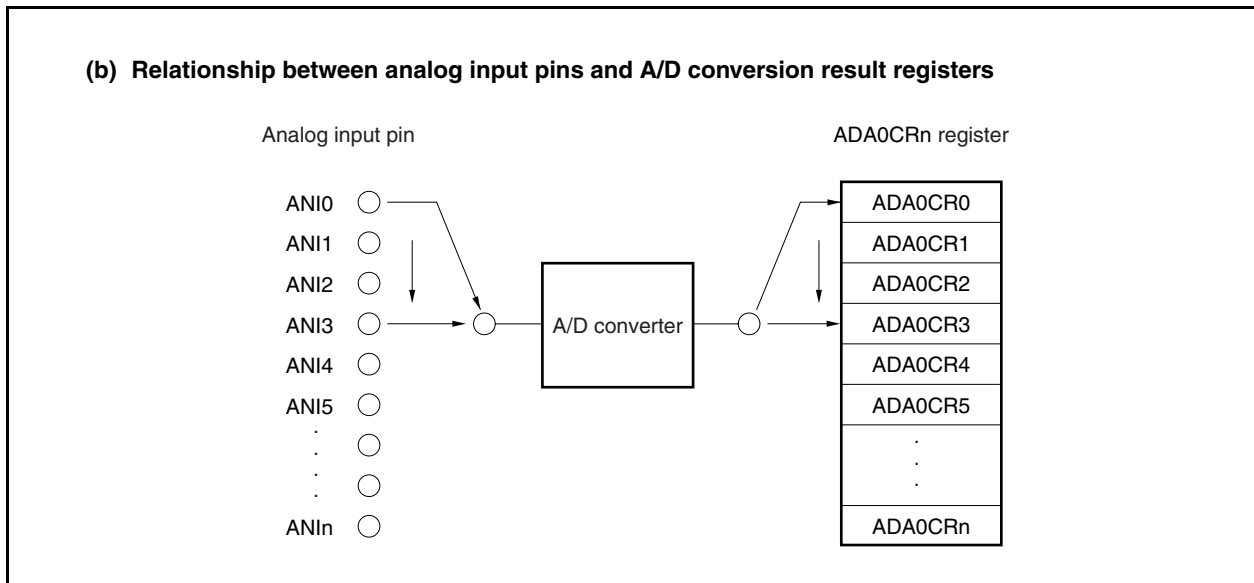 (b) Relationship between analog input pins and A/D conversion result registers
Analog input pin
ADA0CRn register
ANI0
ADA0CR0
ANI1
ADA0CR1
ANI2
ADA0CR2
ANI3
A/D converter
ADA0CR3
ANI4
ADA0CR4
ANI5
ADA0CR5
.
.
.
.
.
.
.
ANIn
ADA0CRn